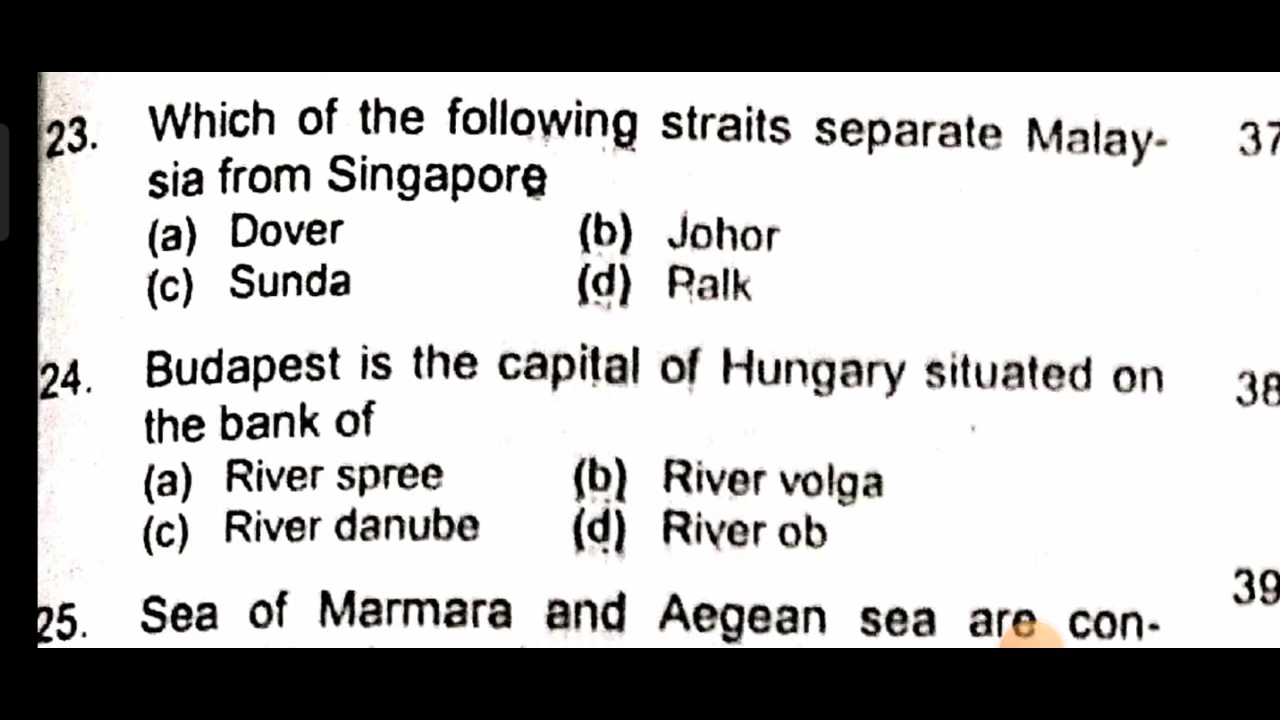 23. Which of the following straits separate Malay- 37
sia from Singapore
(a) Dover (b) Johor
(c) Sunda (d) Palk
24. Budapest is the capital of Hungary situated on 38
the bank of
(a) River spree (b) River volga
(c) River danube (d) River ob
39
25. Sea of Marmara and Aegean sea are con-